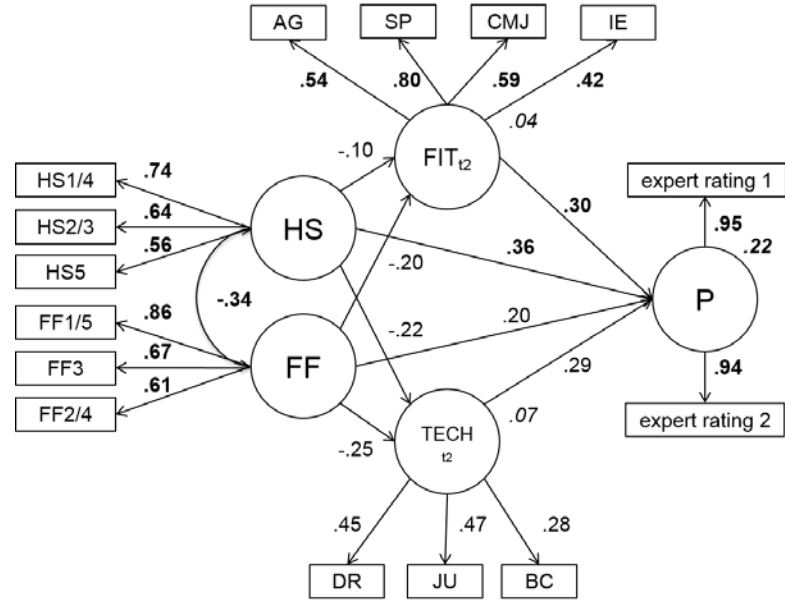 AG SP CMJ IE
.54 .80 .59 .42
.04
-.10
FIT t2
HS1/4 .74
expert rating 1
HS2/3 .64
.30
.95
HS
.22
HS5 .56
.36
-.20
-.34
P
FF1/5 .86
-.22
.20
FF3 .67
FF
.29
.94
FF2/4 .61
.07
expert rating 2
TECH
t2
-.25
.45 .47 .28
DR JU BC